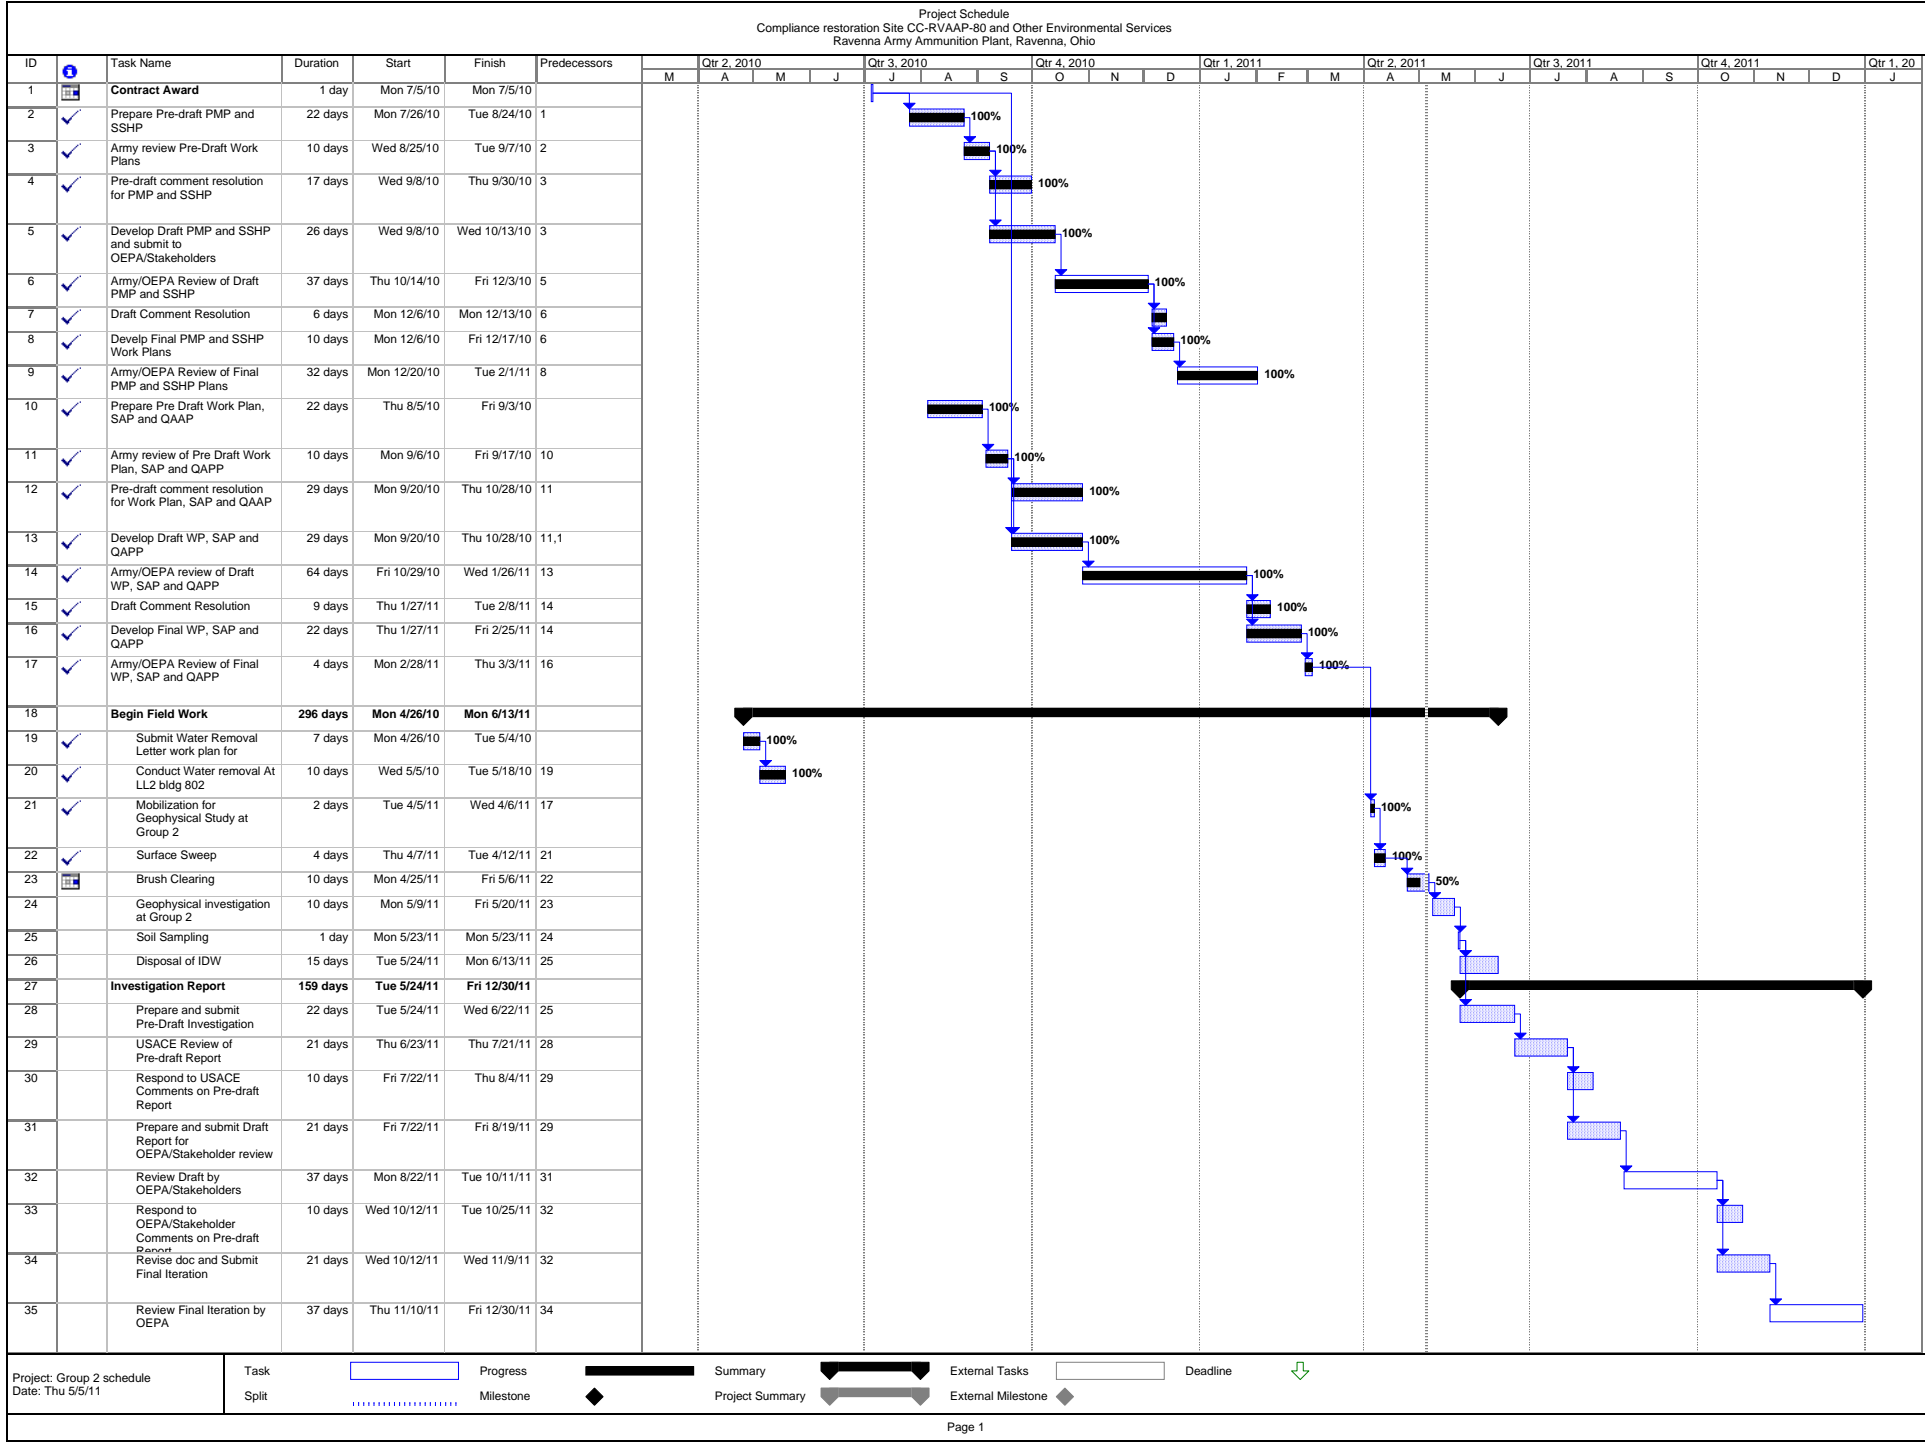 Project Schedule
Compliance restoration Site CC-RVAAP-80 and Other Environmental Services
Ravenna Army Ammunition Plant, Ravenna, Ohio
ID Task Name Duration Start Finish Predecessors
Qtr 2, 2010 Qtr 3, 2010 Qtr 4, 2010 Qtr 1, 2011 Qtr 2, 2011 Qtr 3, 2011 Qtr 4, 2011 Qtr 1, 20
M A M J J A S O N D J F M A M J J A S O N D J
1 Contract Award 1 day Mon 7/5/10 Mon 7/5/10
2 Prepare Pre-draft PMP and 22 days Mon 7/26/10 Tue 8/24/10 1 100%
SSHP
3 Army review Pre-Draft Work 10 days Wed 8/25/10 Tue 9/7/10 2 100%
Plans
4 Pre-draft comment resolution 17 days Wed 9/8/10 Thu 9/30/10 3 100%
for PMP and SSHP
5 Develop Draft PMP and SSHP 26 days Wed 9/8/10 Wed 10/13/10 3 100%
and submit to
OEPA/Stakeholders
6 Army/OEPA Review of Draft 37 days Thu 10/14/10 Fri 12/3/10 5 100%
PMP and SSHP
7 Draft Comment Resolution 6 days Mon 12/6/10 Mon 12/13/10 6
8 Develp Final PMP and SSHP 10 days Mon 12/6/10 Fri 12/17/10 6 100%
Work Plans
9 Army/OEPA Review of Final 32 days Mon 12/20/10 Tue 2/1/11 8 100%
PMP and SSHP Plans
10 Prepare Pre Draft Work Plan, 22 days Thu 8/5/10 Fri 9/3/10 100%
SAP and QAAP
11 Army review of Pre Draft Work 10 days Mon 9/6/10 Fri 9/17/10 10 100%
Plan, SAP and QAPP
12 Pre-draft comment resolution 29 days Mon 9/20/10 Thu 10/28/10 11 100%
for Work Plan, SAP and QAAP
13 Develop Draft WP, SAP and 29 days Mon 9/20/10 Thu 10/28/10 11,1 100%
QAPP
14 Army/OEPA review of Draft 64 days Fri 10/29/10 Wed 1/26/11 13 100%
WP, SAP and QAPP
15 Draft Comment Resolution 9 days Thu 1/27/11 Tue 2/8/11 14 100%
16 Develop Final WP, SAP and 22 days Thu 1/27/11 Fri 2/25/11 14 100%
QAPP
17 Army/OEPA Review of Final 4 days Mon 2/28/11 Thu 3/3/11 16 100%
WP, SAP and QAPP
18 Begin Field Work 296 days Mon 4/26/10 Mon 6/13/11
19 Submit Water Removal 7 days Mon 4/26/10 Tue 5/4/10 100%
Letter work plan for
20 Conduct Water removal At 10 days Wed 5/5/10 Tue 5/18/10 19 100%
LL2 bldg 802
21 Mobilization for 2 days Tue 4/5/11 Wed 4/6/11 17 100%
Geophysical Study at
Group 2
22 Surface Sweep 4 days Thu 4/7/11 Tue 4/12/11 21 100%
23 Brush Clearing 10 days Mon 4/25/11 Fri 5/6/11 22 50%
24 Geophysical investigation 10 days Mon 5/9/11 Fri 5/20/11 23
at Group 2
25 Soil Sampling 1 day Mon 5/23/11 Mon 5/23/11 24
26 Disposal of IDW 15 days Tue 5/24/11 Mon 6/13/11 25
27 Investigation Report 159 days Tue 5/24/11 Fri 12/30/11
28 Prepare and submit 22 days Tue 5/24/11 Wed 6/22/11 25
Pre-Draft Investigation
29 USACE Review of 21 days Thu 6/23/11 Thu 7/21/11 28
Pre-draft Report
30 Respond to USACE 10 days Fri 7/22/11 Thu 8/4/11 29
Comments on Pre-draft
Report
31 Prepare and submit Draft 21 days Fri 7/22/11 Fri 8/19/11 29
Report for
OEPA/Stakeholder review
32 Review Draft by 37 days Mon 8/22/11 Tue 10/11/11 31
OEPA/Stakeholders
33 Respond to 10 days Wed 10/12/11 Tue 10/25/11 32
OEPA/Stakeholder
Comments on Pre-draft
Report
34 Revise doc and Submit 21 days Wed 10/12/11 Wed 11/9/11 32
Final Iteration
35 Review Final Iteration by 37 days Thu 11/10/11 Fri 12/30/11 34
OEPA
Project: Group 2 schedule
Date: Thu 5/5/11
Task Progress Summary External Tasks Deadline
Split Milestone Project Summary External Milestone
Page 1